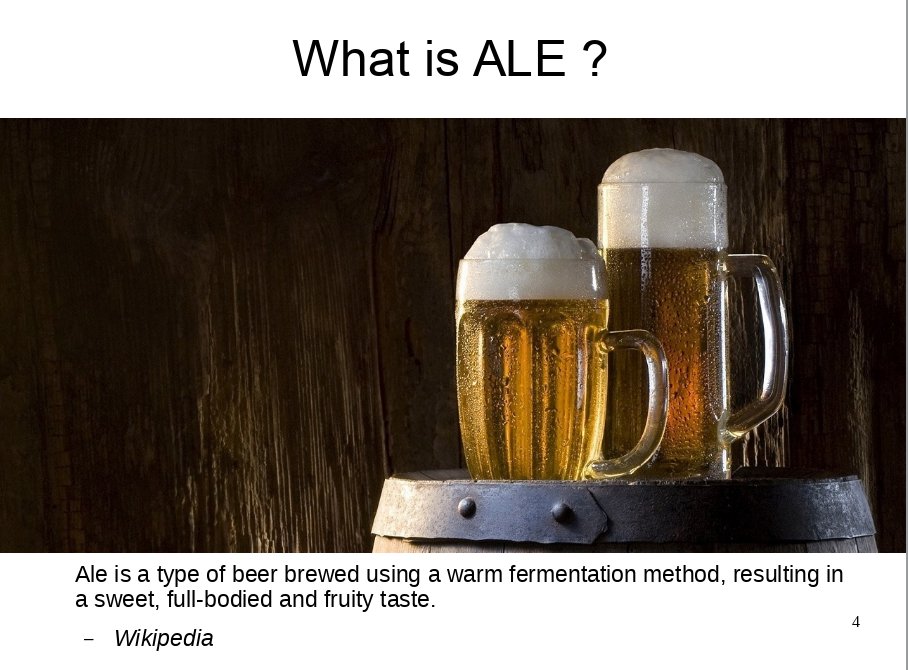 What is ALE ?
Ale is a type of beer brewed using a warm fermentation method, resulting in
a sweet, full-bodied and fruity taste.
– Wikipedia
4